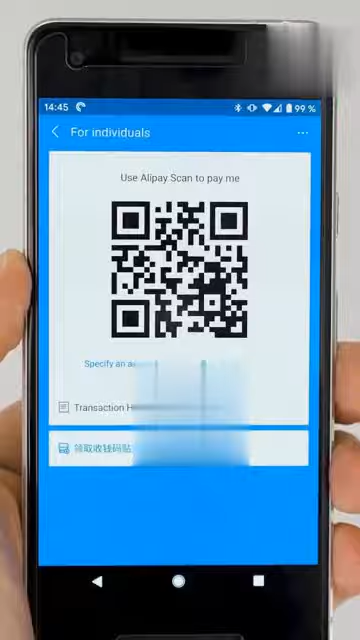 14:45 99 %
For individuals
Use Alipay Scan to pay me
Specify an
Transaction
领取收钱码贴